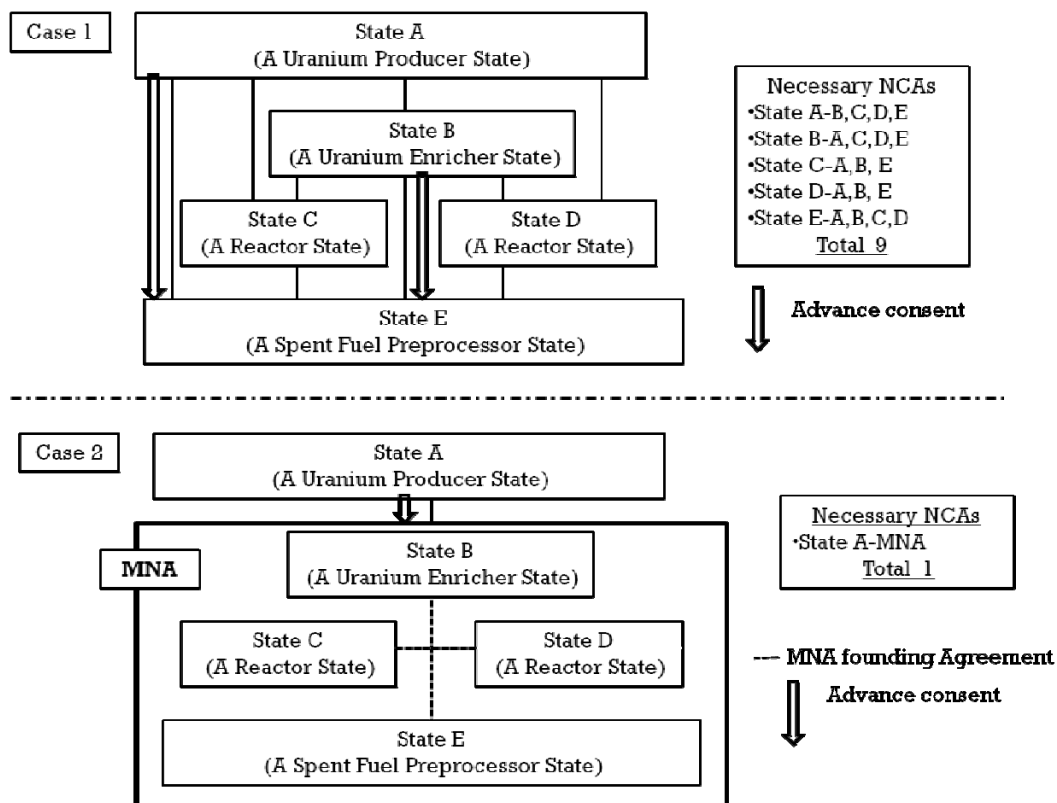 Case 1
State A
(A Uranium Producer State)
State B
(A Uranium Enricher State)
State C
(A Reactor State)
State D
(A Reactor State)
State E
(A Spent Fuel Preprocessor State)
Necessary NCAs
•State A-B,C,D,E
•State B-A,C,D,E
•State C-A,B, E
•State D-A,B, E
•State E-A,B,C,D
Total 9
Advance consent
Case 2
State A
(A Uranium Producer State)
MNA
State B
(A Uranium Enricher State)
State C
(A Reactor State)
State D
(A Reactor State)
State E
(A Spent Fuel Preprocessor State)
Necessary NCAs
•State A-MNA
Total 1
MNA founding Agreement
Advance consent